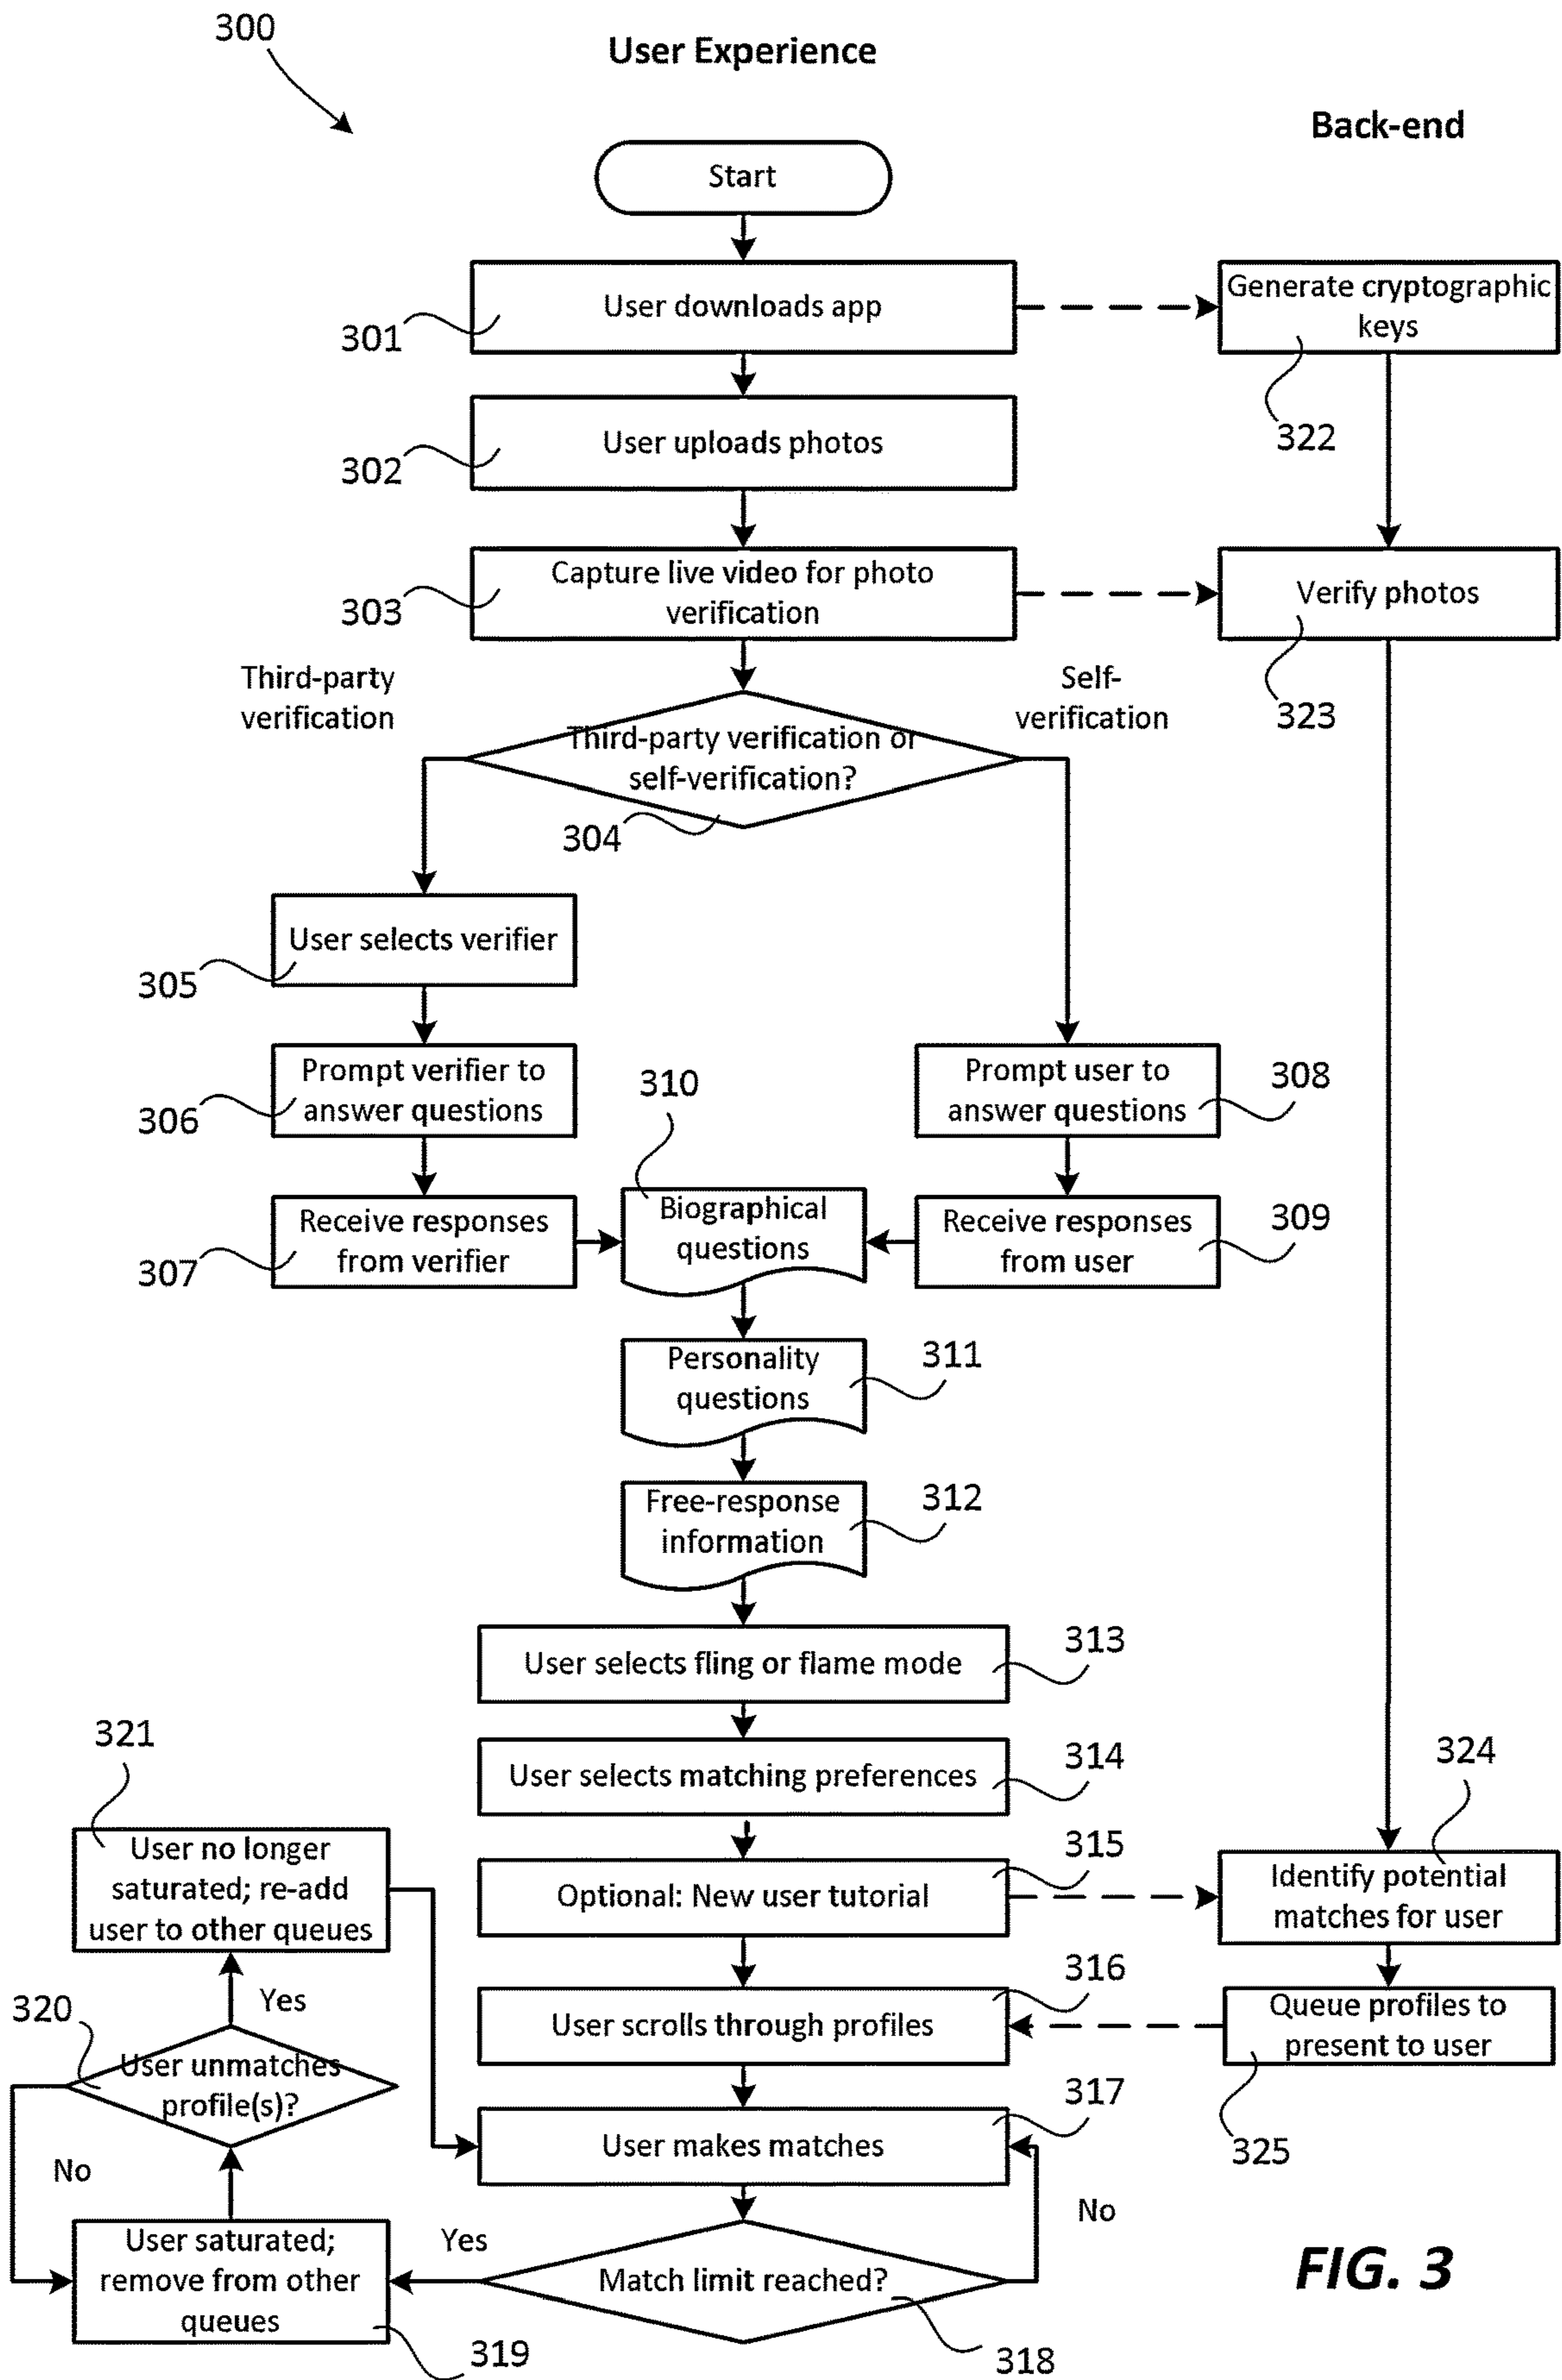 300
User Experience
Back-end
Start
User downloads app
301
Generate cryptographic
keys
322
User uploads photos
302
Capture live video for photo
verification
303
Verify photos
323
Third-party
verification
Self-
verification
Third-party verification or
self-verification?
304
User selects verifier
305
Prompt verifier to
answer questions
306
Prompt user to
answer questions
308
310
Receive responses
from verifier
307
Biographical
questions
Receive responses
from user
309
Personality
questions
311
Free-response
information
312
User selects fling or flame mode
313
User selects matching preferences
314
321
User no longer
saturated; re-add
user to other queues
Optional: New user tutorial
315
324
Identify potential
matches for user
Yes
320
User unmatches
profile(s)?
No
User scrolls through profiles
316
Queue profiles to
present to user
325
User makes matches
317
No
User saturated;
remove from other
queues
319
Yes
Match limit reached?
318
FIG. 3